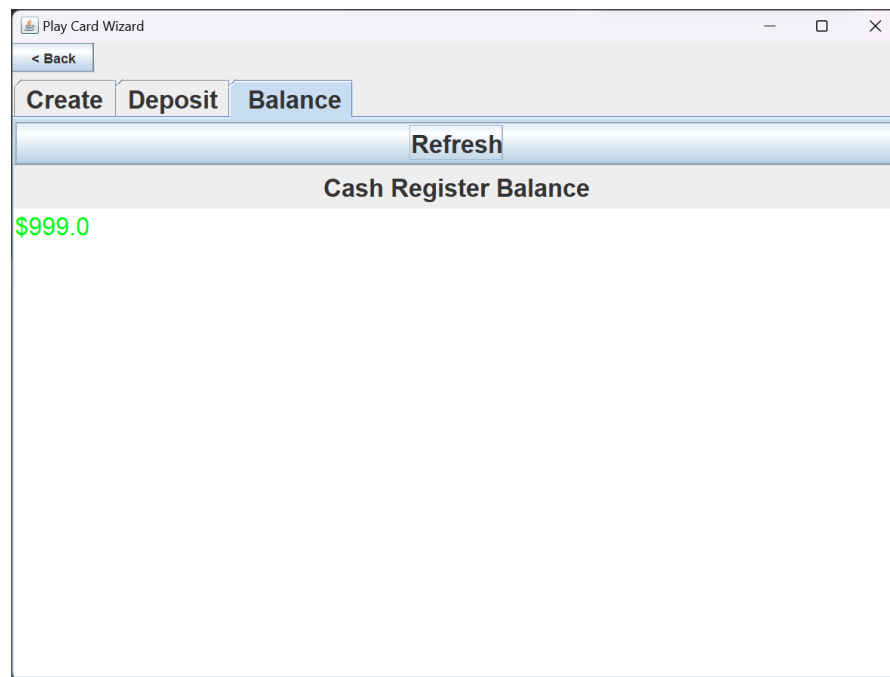 Play Card Wizard
< Back
Create Deposit Balance
Refresh
Cash Register Balance
$999.0